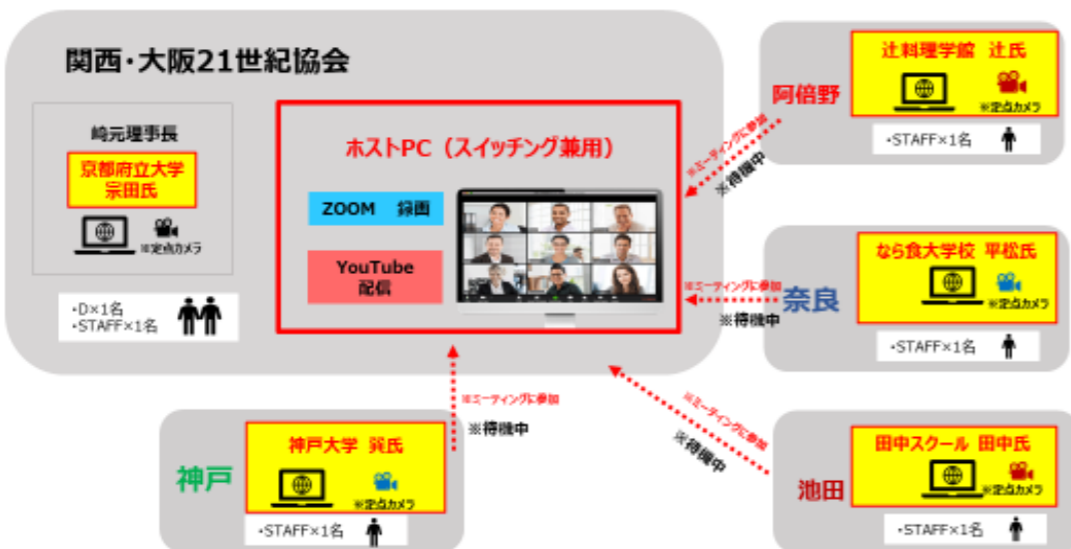 関西・大阪21世紀協会
崎元理事長
京都府立大学
宗田氏
※定点カメラ
・D×1名
・STAFF×1名
ホストPC(スイッチング兼用)
ZOOM 録画
YouTube
配信
阿倍野
辻料理学館 辻氏
※定点カメラ
・STAFF×1名
※ミーティングに参加
※待機中
奈良
なら食大学校 平松氏
※定点カメラ
・STAFF×1名
※ミーティングに参加
※待機中
池田
田中スクール 田中氏
※定点カメラ
・STAFF×1名
※ミーティングに参加
※待機中
神戸
神戸大学 巽氏
※定点カメラ
・STAFF×1名
※ミーティングに参加
※待機中